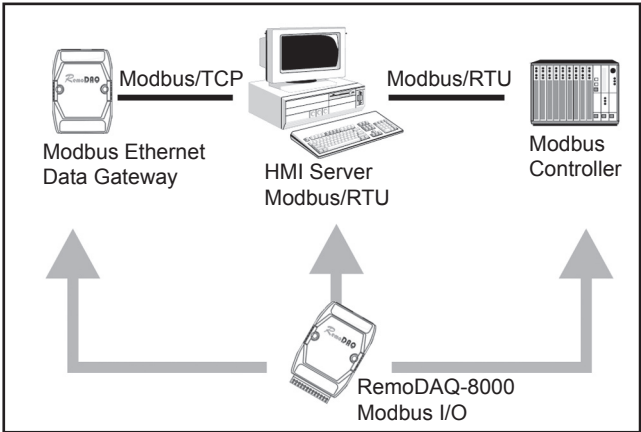 RemoDAQ
Modbus/TCP
Modbus/RTU
Modbus Ethernet
Data Gateway
HMI Server
Modbus/RTU
Modbus
Controller
RemoDAQ
RemoDAQ-8000
Modbus I/O